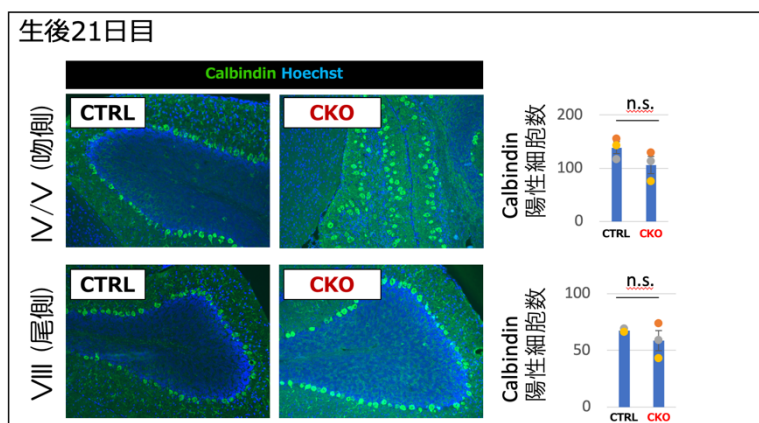 生後21日目
Calbindin Hoechst
IV/V (吻側)
CTRL
CKO
Calbindin
陽性細胞数
200
100
0
n.s.
CTRL
CKO
VIII (尾側)
CTRL
CKO
Calbindin
陽性細胞数
100
50
0
n.s.
CTRL
CKO